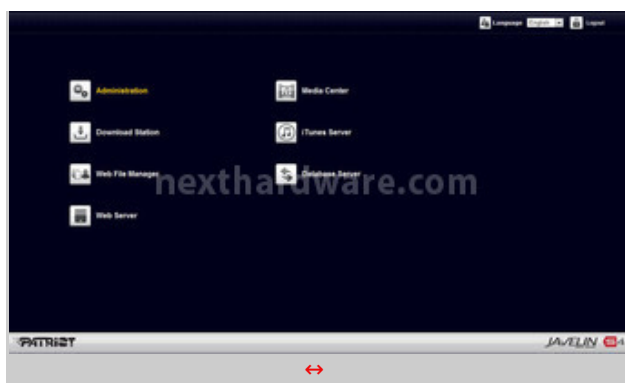 Language English Logout
Administration Media Center
Download Station iTunes Server
Web File Manager Database Server
nexthardware.com
Web Server
PATRIOT JAVELIN S4